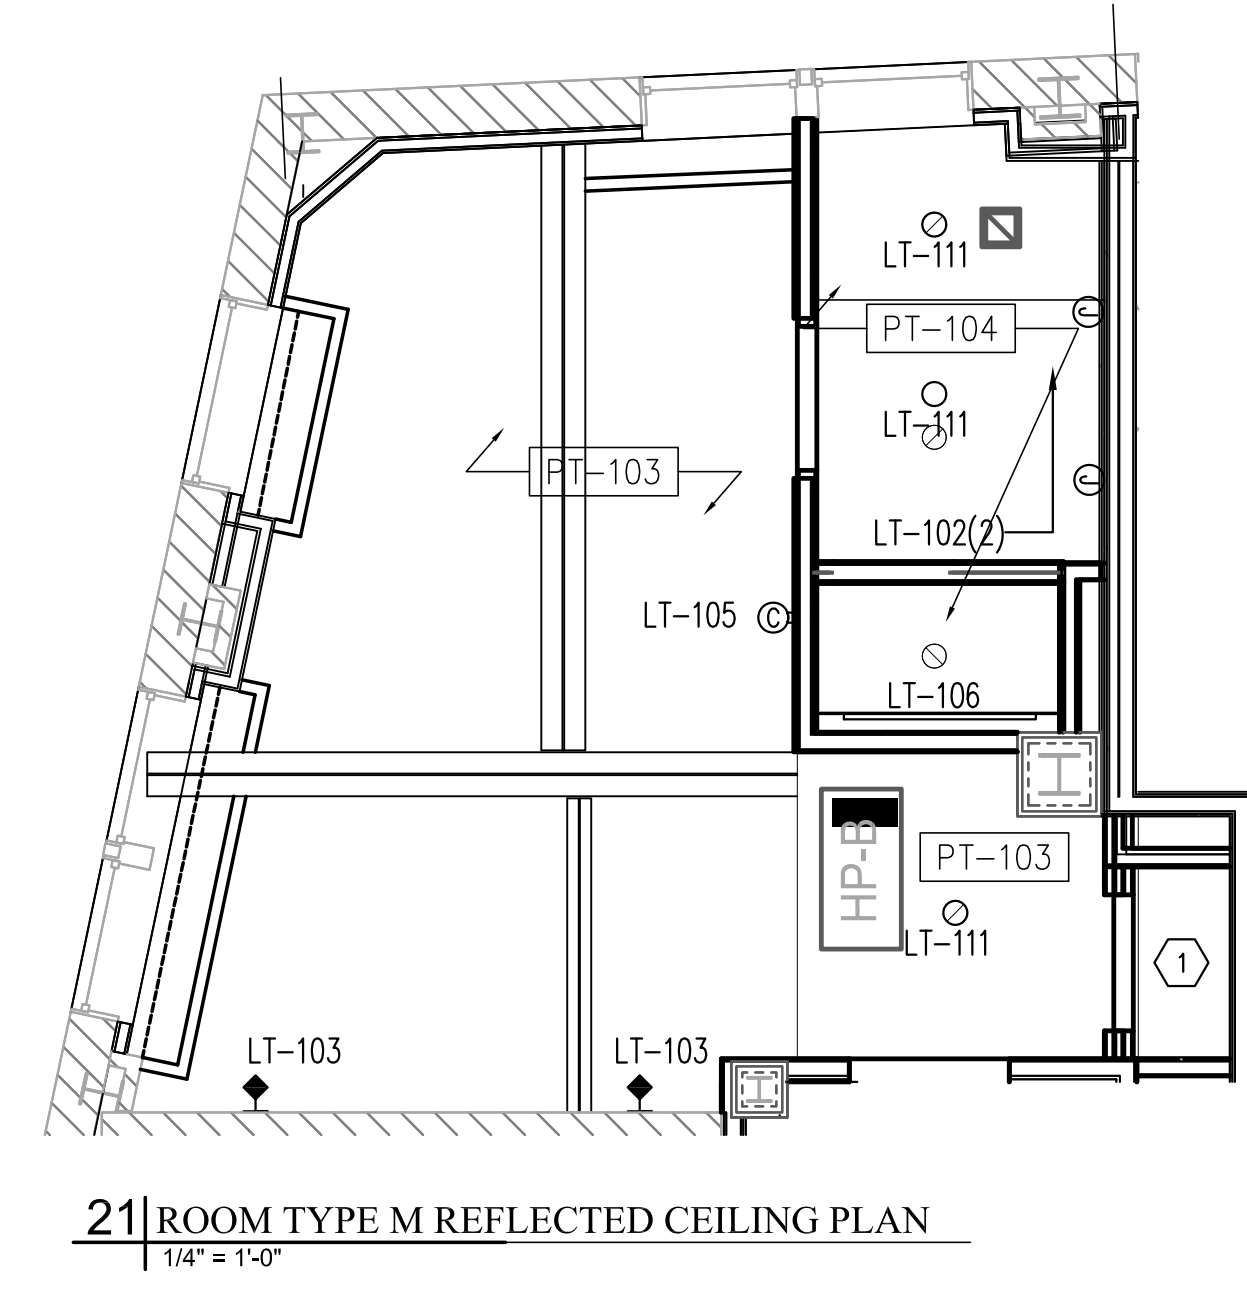 LT-111
PT-104
LT-111
PT-103
LT-102(2)
LT-105
C
LT-106
HP-B
PT-103
LT-111
1
LT-103
LT-103
21
ROOM TYPE M REFLECTED CEILING PLAN
1/4" = 1'-0"